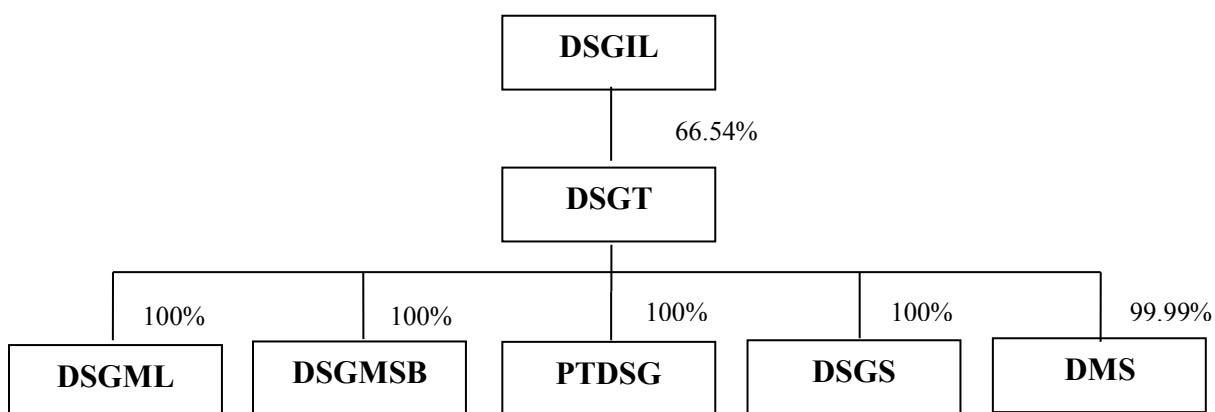 DSGIL
66.54%
DSGT
100% 100% 100% 100% 99.99%
DSGML DSGMSB PTDSG DSGS DMS